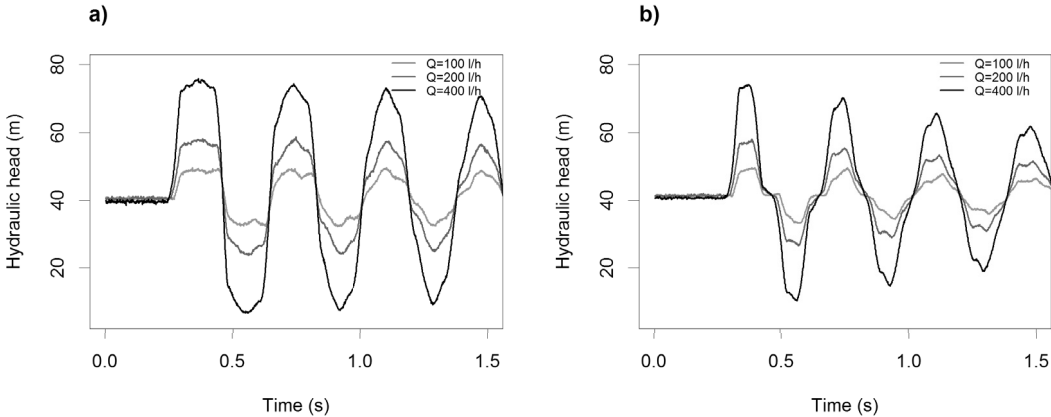 a)
Hydraulic head (m)
80
60
40
20
Q=100 l/h
Q=200 l/h
Q=400 l/h
0.0 0.5 1.0 1.5
Time (s)
b)
Hydraulic head (m)
80
60
40
20
Q=100 l/h
Q=200 l/h
Q=400 l/h
0.0 0.5 1.0 1.5
Time (s)